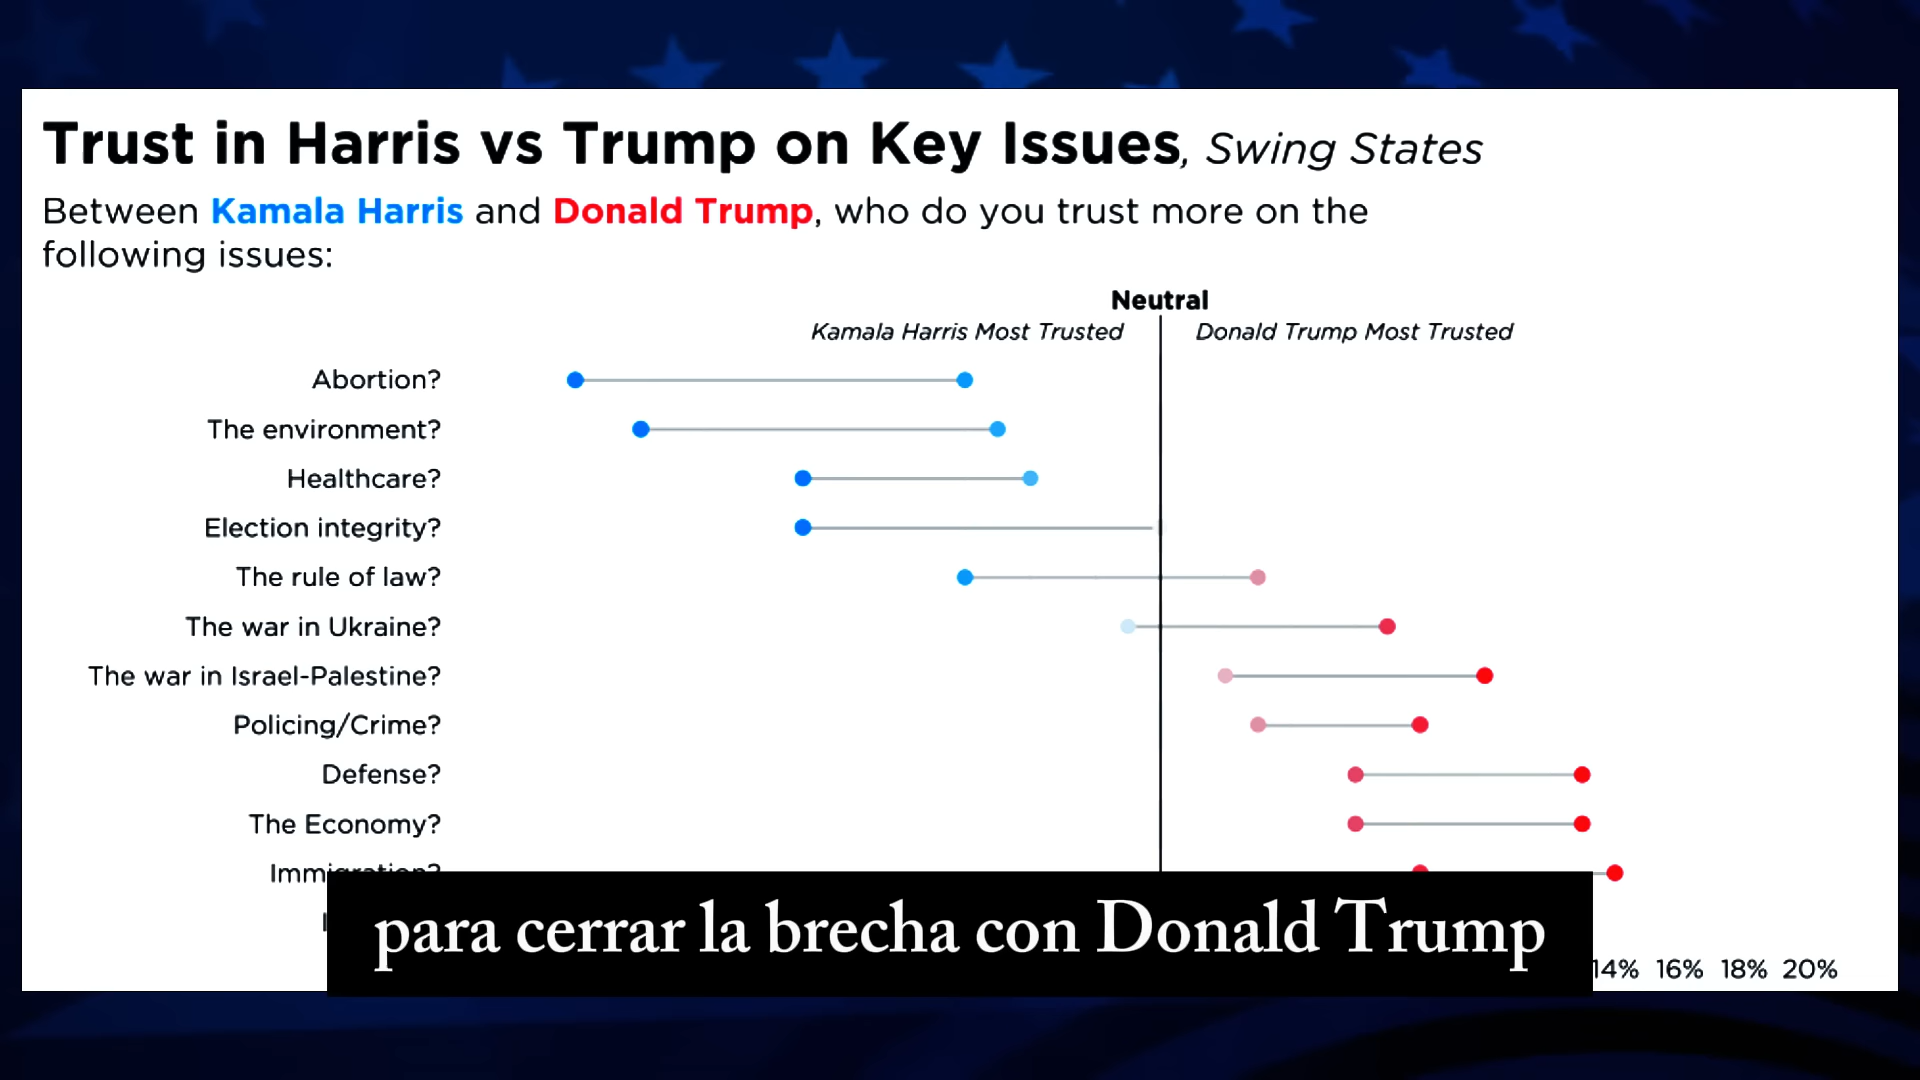 Trust in Harris vs Trump on Key Issues, Swing States
Between Kamala Harris and Donald Trump, who do you trust more on the
following issues:
Neutral
Kamala Harris Most Trusted
Donald Trump Most Trusted
Abortion?
The environment?
Healthcare?
Election integrity?
The rule of law?
The war in Ukraine?
The war in Israel-Palestine?
Policing/Crime?
Defense?
The Economy?
Immigration?
para cerrar la brecha con Donald Trump
14% 16% 18% 20%